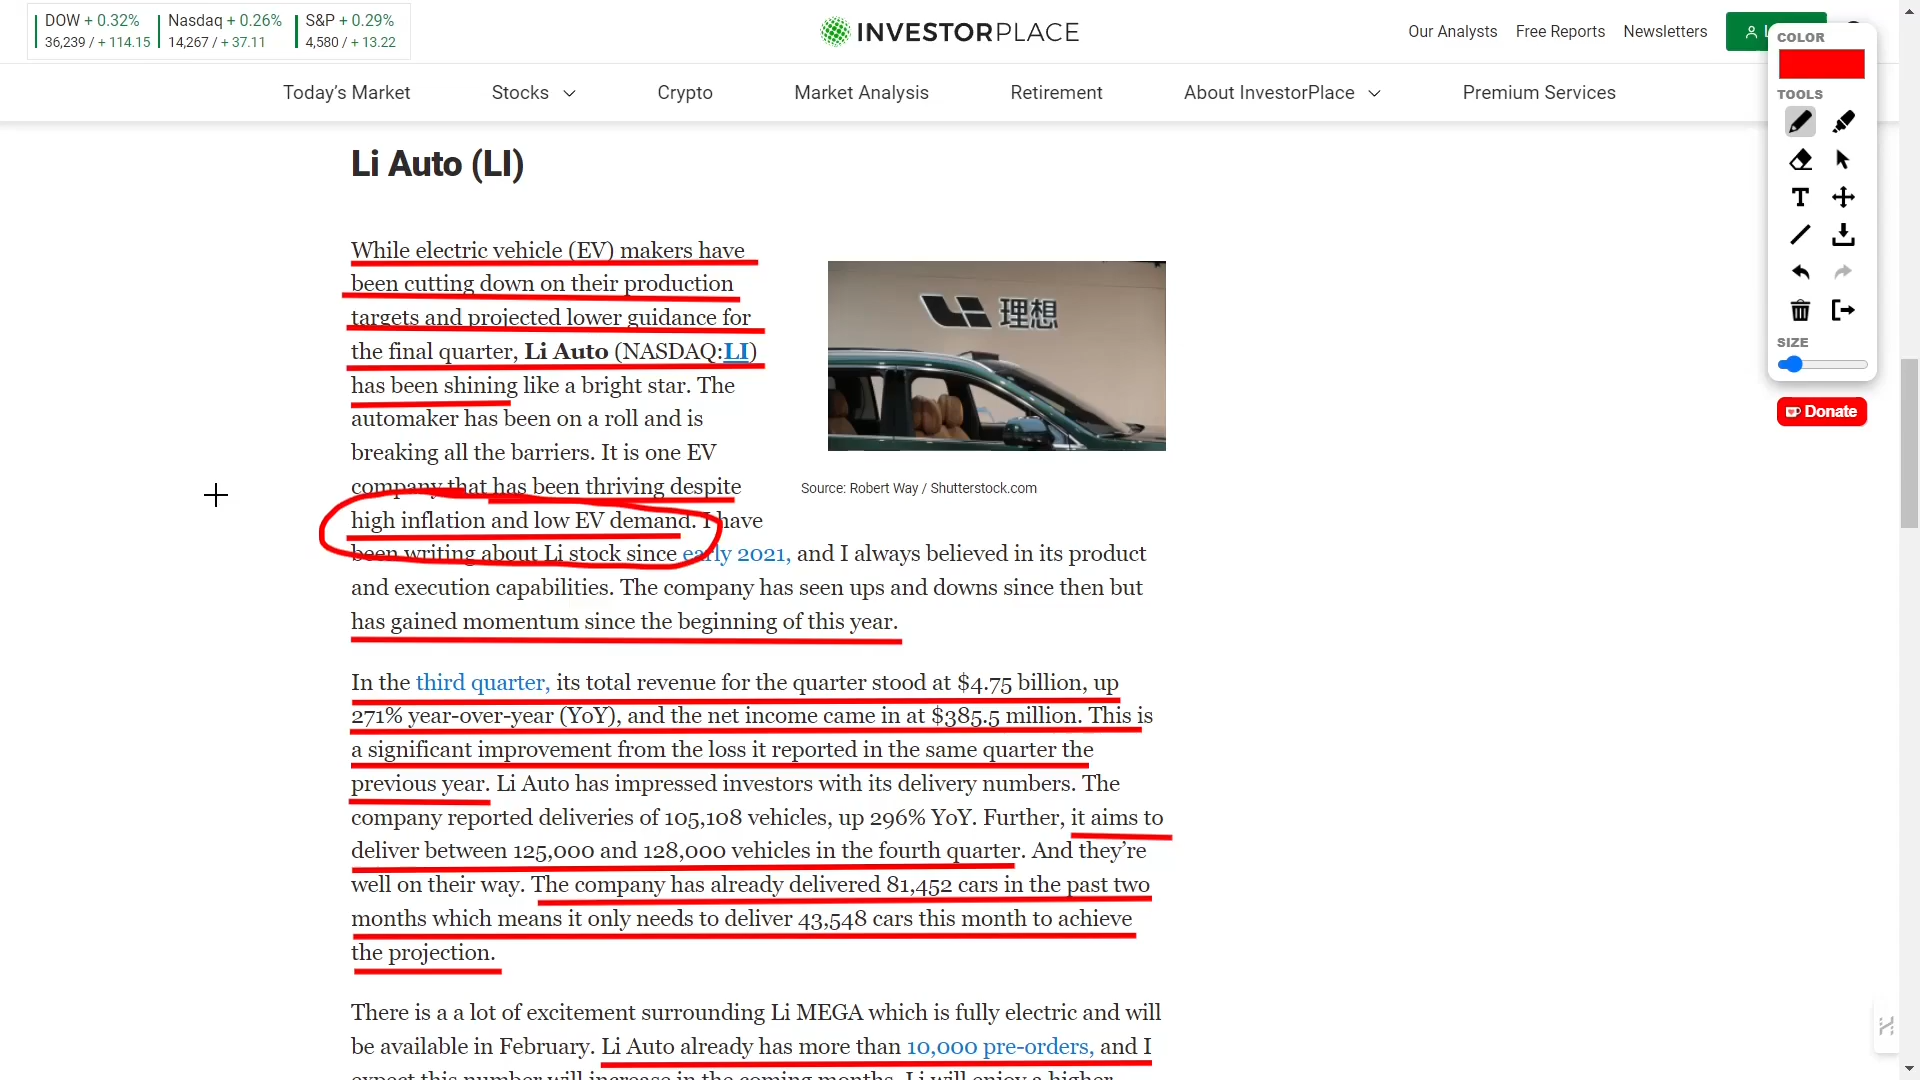 DOW + 0.32%
36,239 / + 114.15
Nasdaq + 0.26%
14,267 / + 37.11
S&P + 0.29%
4,580 / + 13.22
INVESTORPLACE
Our Analysts
Free Reports
Newsletters
Today's Market
Stocks
Crypto
Market Analysis
Retirement
About InvestorPlace
Premium Services
COLOR
TOOLS
T
SIZE
Donate
Li Auto (LI)
While electric vehicle (EV) makers have
been cutting down on their production
targets and projected lower guidance for
the final quarter, Li Auto (NASDAQ:LI)
has been shining like a bright star. The
automaker has been on a roll and is
breaking all the barriers. It is one EV
company that has been thriving despite
high inflation and low EV demand. I have
been writing about Li stock since early 2021, and I always believed in its product
and execution capabilities. The company has seen ups and downs since then but
has gained momentum since the beginning of this year.
理想
Source: Robert Way / Shutterstock.com
In the third quarter, its total revenue for the quarter stood at $4.75 billion, up
271% year-over-year (YoY), and the net income came in at $385.5 million. This is
a significant improvement from the loss it reported in the same quarter the
previous year. Li Auto has impressed investors with its delivery numbers. The
company reported deliveries of 105,108 vehicles, up 296% YoY. Further, it aims to
deliver between 125,000 and 128,000 vehicles in the fourth quarter. And they're
well on their way. The company has already delivered 81,452 cars in the past two
months which means it only needs to deliver 43,548 cars this month to achieve
the projection.
There is a a lot of excitement surrounding Li MEGA which is fully electric and will
be available in February. Li Auto already has more than 10,000 pre-orders, and I
expect this number will increase in the coming months. Li will enjoy a higher